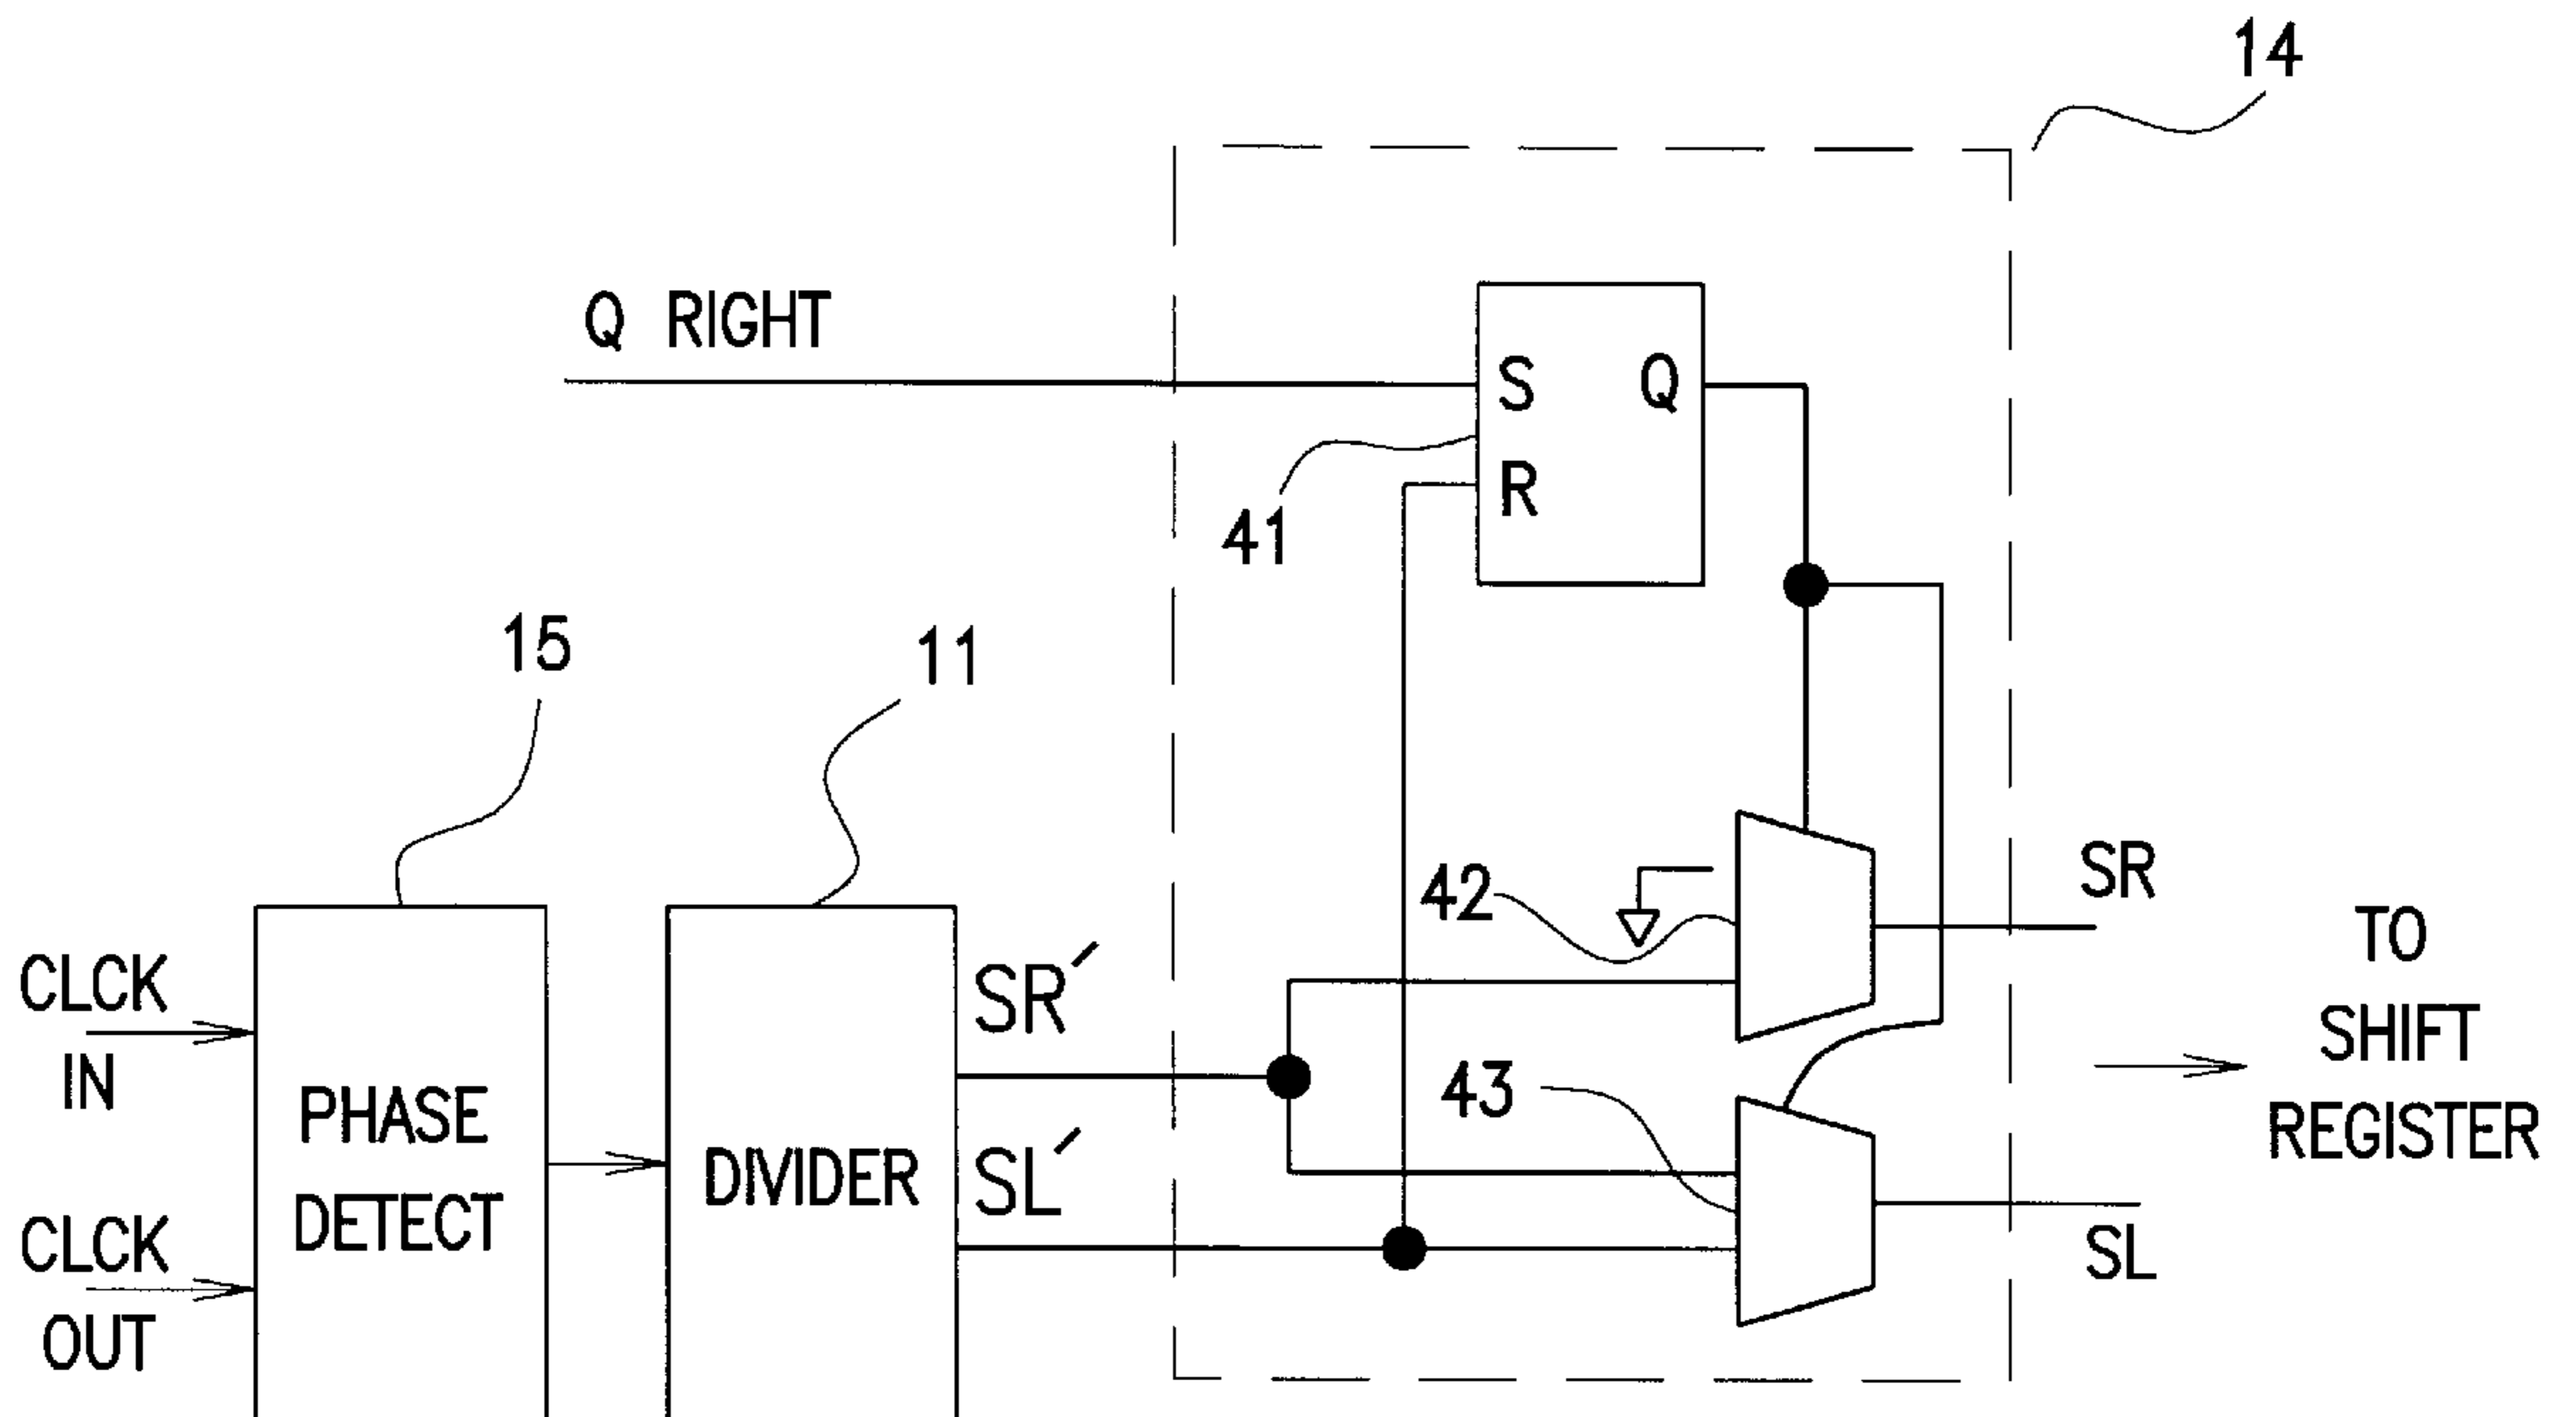 14
Q RIGHT
S Q
R
41
15
11
42
SR
TO
SHIFT
REGISTER
CLCK
IN
SR′
PHASE
DETECT
DIVIDER
SL′
43
CLCK
OUT
SL